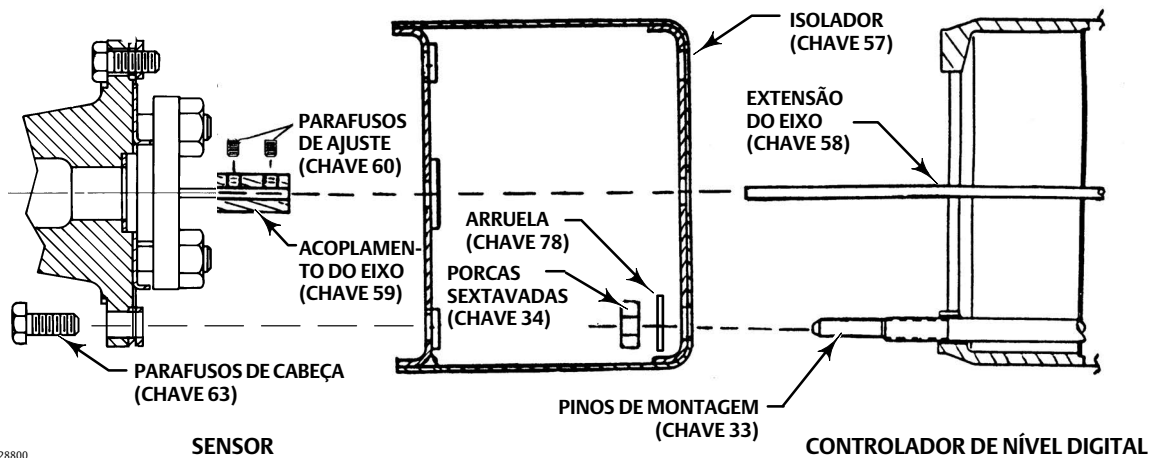 ISOLADOR
(CHAVE 57)
EXTENSÃO
DO EIXO
(CHAVE 58)
PARAFUSOS
DE AJUSTE
(CHAVE 60)
ARRUELA
(CHAVE 78)
ACOPLAMEN-
TO DO EIXO
(CHAVE 59)
PORCAS
SEXTAVADAS
(CHAVE 34)
PARAFUSOS DE CABEÇA
(CHAVE 63)
PINOS DE MONTAGEM
(CHAVE 33)
SENSOR
CONTROLADOR DE NÍVEL DIGITAL